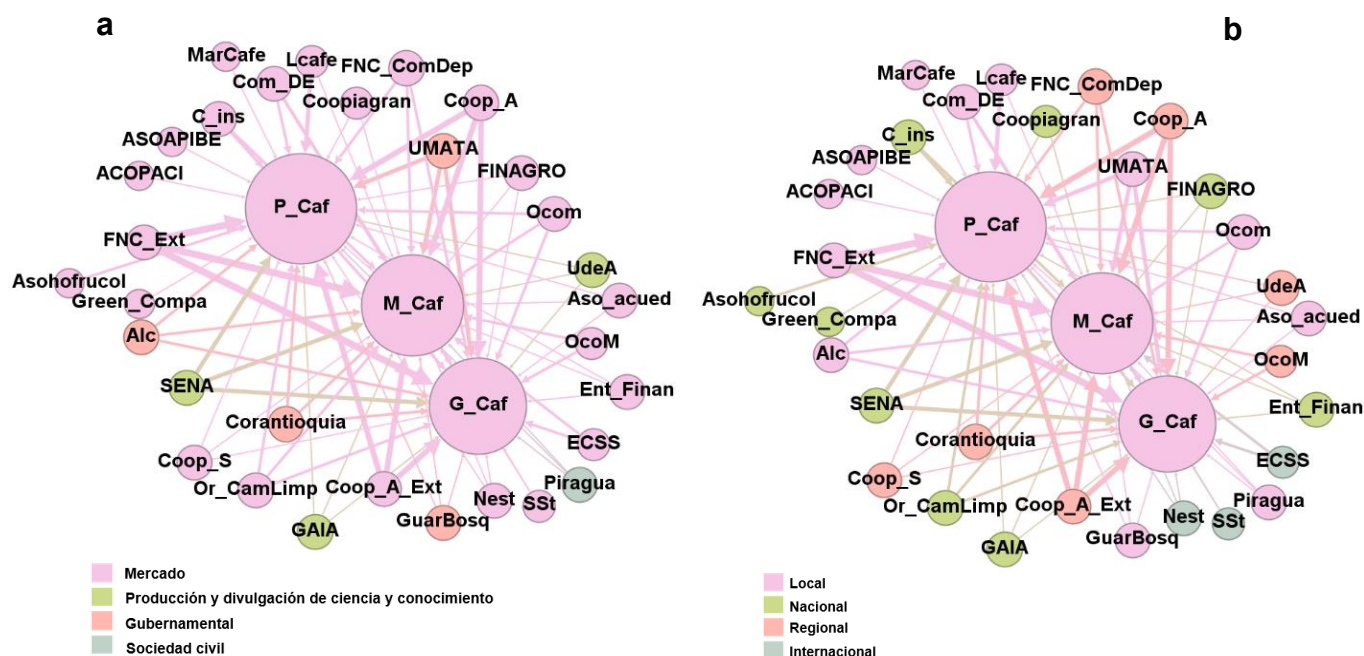 a
MarCafe
Lcafe
FNC_ComDep
Com_DE
Coopiagran
Coop_A
C_ins
ASOAPIBE
UMATA
ACOPACI
FINAGRO
P_Caf
Ocom
FNC_Ext
UdeA
Asohofrucol
Green_Compa
Aso_acued
M_Caf
Alc
OcoM
SENA
Ent_Finan
G_Caf
Corantioquia
ECSS
Coop_S
Or_CamLimp
Coop_A_Ext
Piragua
Nest
SSt
GAIA
GuarBosq
Mercado
Producción y divulgación de ciencia y conocimiento
Gubernamental
Sociedad civil
b
MarCafe
Lcafe
FNC_ComDep
Com_DE
Coopiagran
Coop_A
C_ins
ASOAPIBE
UMATA
ACOPACI
FINAGRO
P_Caf
Ocom
FNC_Ext
UdeA
Asohofrucol
Green_Compa
Aso_acued
M_Caf
Alc
OcoM
SENA
Ent_Finan
G_Caf
Corantioquia
ECSS
Coop_S
Or_CamLimp
Coop_A_Ext
Piragua
Nest
SSt
GAIA
GuarBosq
Local
Nacional
Regional
Internacional